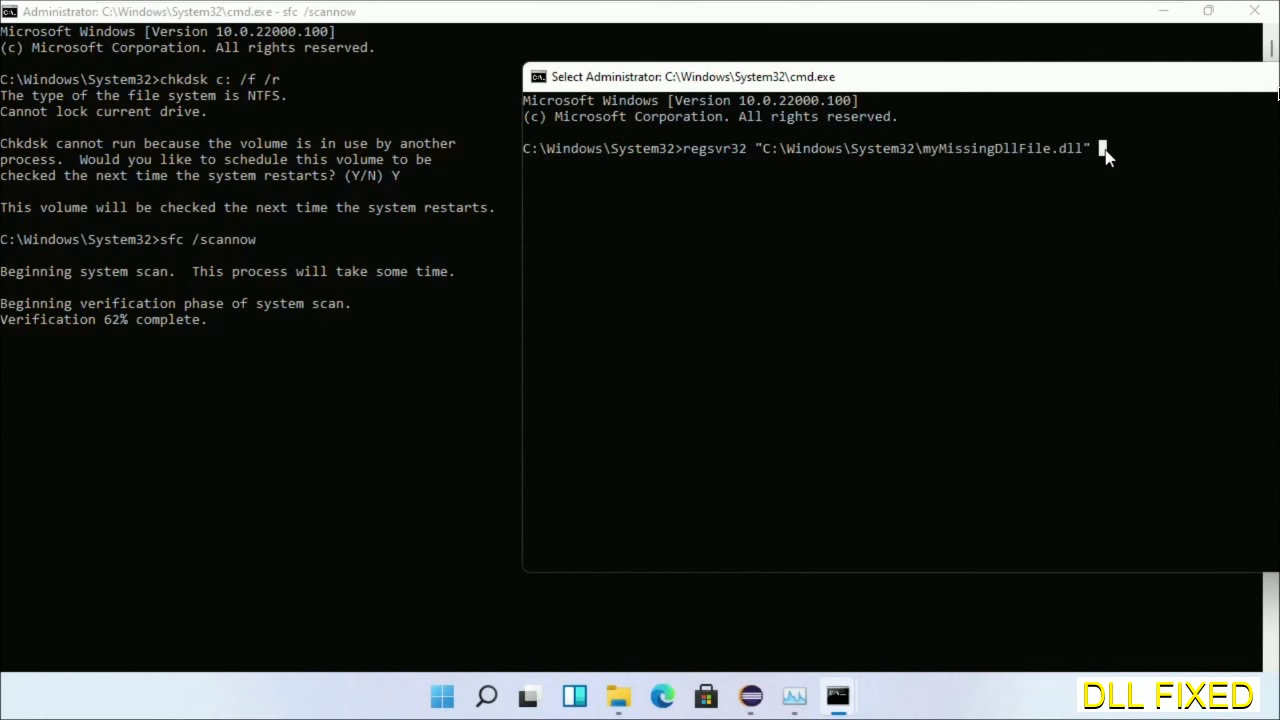 Administrator: C:\Windows\System32\cmd.exe - sfc /scannow
Microsoft Windows [Version 10.0.22000.100]
(c) Microsoft Corporation. All rights reserved.
C:\Windows\System32>chkdsk c: /f /r
The type of the file system is NTFS.
Cannot lock current drive.
Chkdsk cannot run because the volume is in use by another
process.  Would you like to schedule this volume to be
checked the next time the system restarts? (Y/N) Y
This volume will be checked the next time the system restarts.
C:\Windows\System32>sfc /scannow
Beginning system scan.  This process will take some time.
Beginning verification phase of system scan.
Verification 62% complete.
Select Administrator: C:\Windows\System32\cmd.exe
Microsoft Windows [Version 10.0.22000.100]
(c) Microsoft Corporation. All rights reserved.
C:\Windows\System32>regsvr32 "C:\Windows\System32\myMissingDllFile.dll"
DLL FIXED